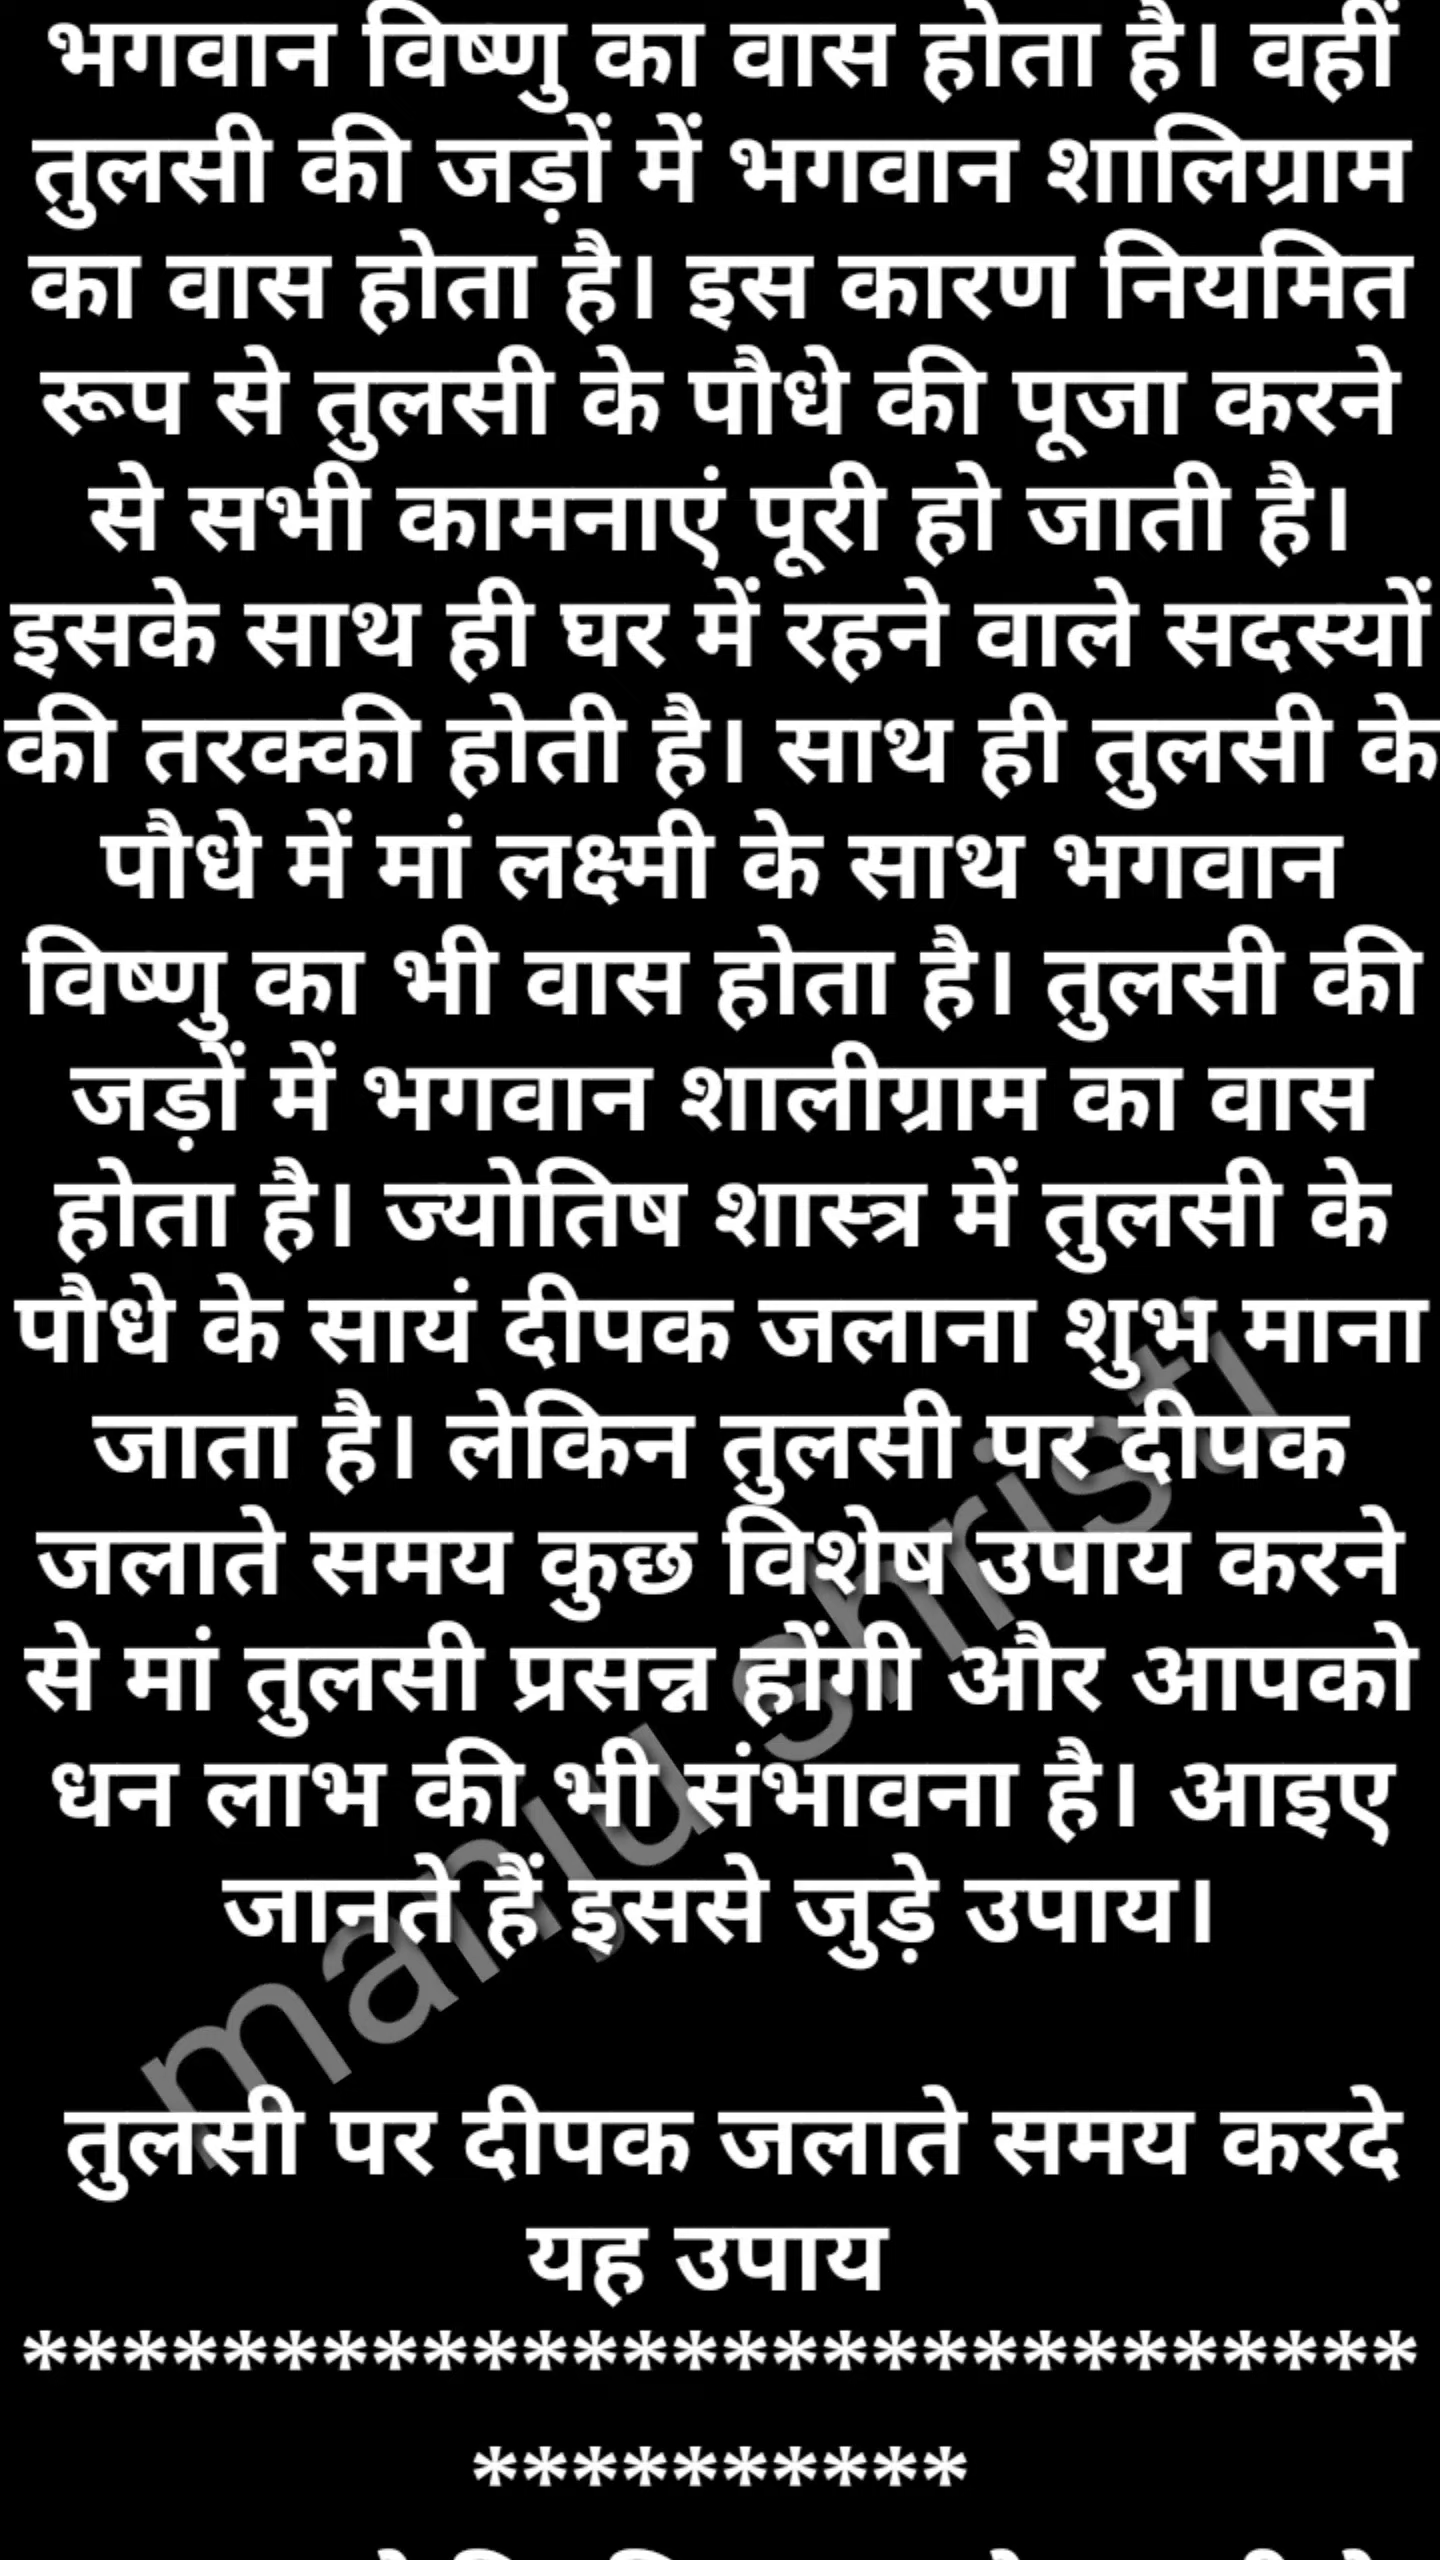 भगवान विष्णु का वास होता है। वहीं
तुलसी की जड़ों में भगवान शालिग्राम
का वास होता है। इस कारण नियमित
रूप से तुलसी के पौधे की पूजा करने
से सभी कामनाएं पूरी हो जाती है।
इसके साथ ही घर में रहने वाले सदस्यों
की तरक्की होती है। साथ ही तुलसी के
पौधे में मां लक्ष्मी के साथ भगवान
विष्णु का भी वास होता है। तुलसी की
जड़ों में भगवान शालीग्राम का वास
होता है। ज्योतिष शास्त्र में तुलसी के
पौधे के सायं दीपक जलाना शुभ माना
जाता है। लेकिन तुलसी पर दीपक
जलाते समय कुछ विशेष उपाय करने
से मां तुलसी प्रसन्न होंगी और आपको
धन लाभ की भी संभावना है। आइए
जानते हैं इससे जुड़े उपाय।
manju shristi
तुलसी पर दीपक जलाते समय करदे
यह उपाय
****************************
**********